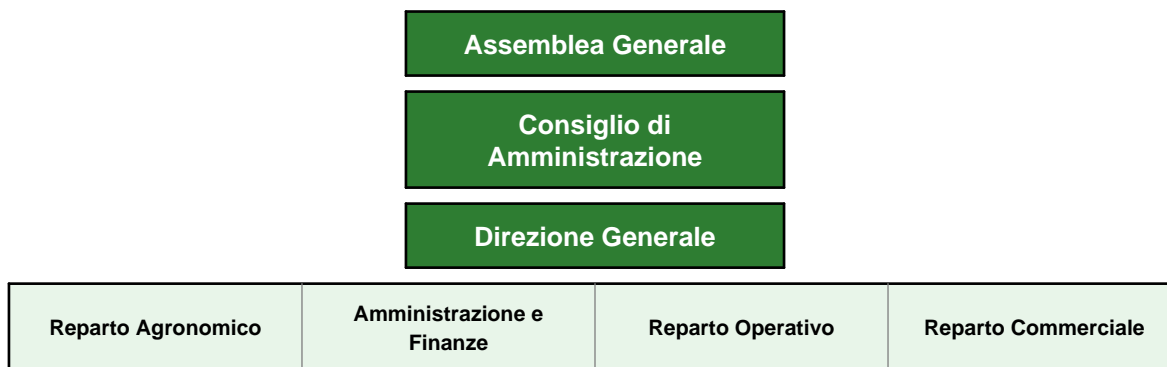 Assemblea Generale
Consiglio di
Amministrazione
Direzione Generale
Reparto Agronomico
Amministrazione e
Finanze
Reparto Operativo
Reparto Commerciale